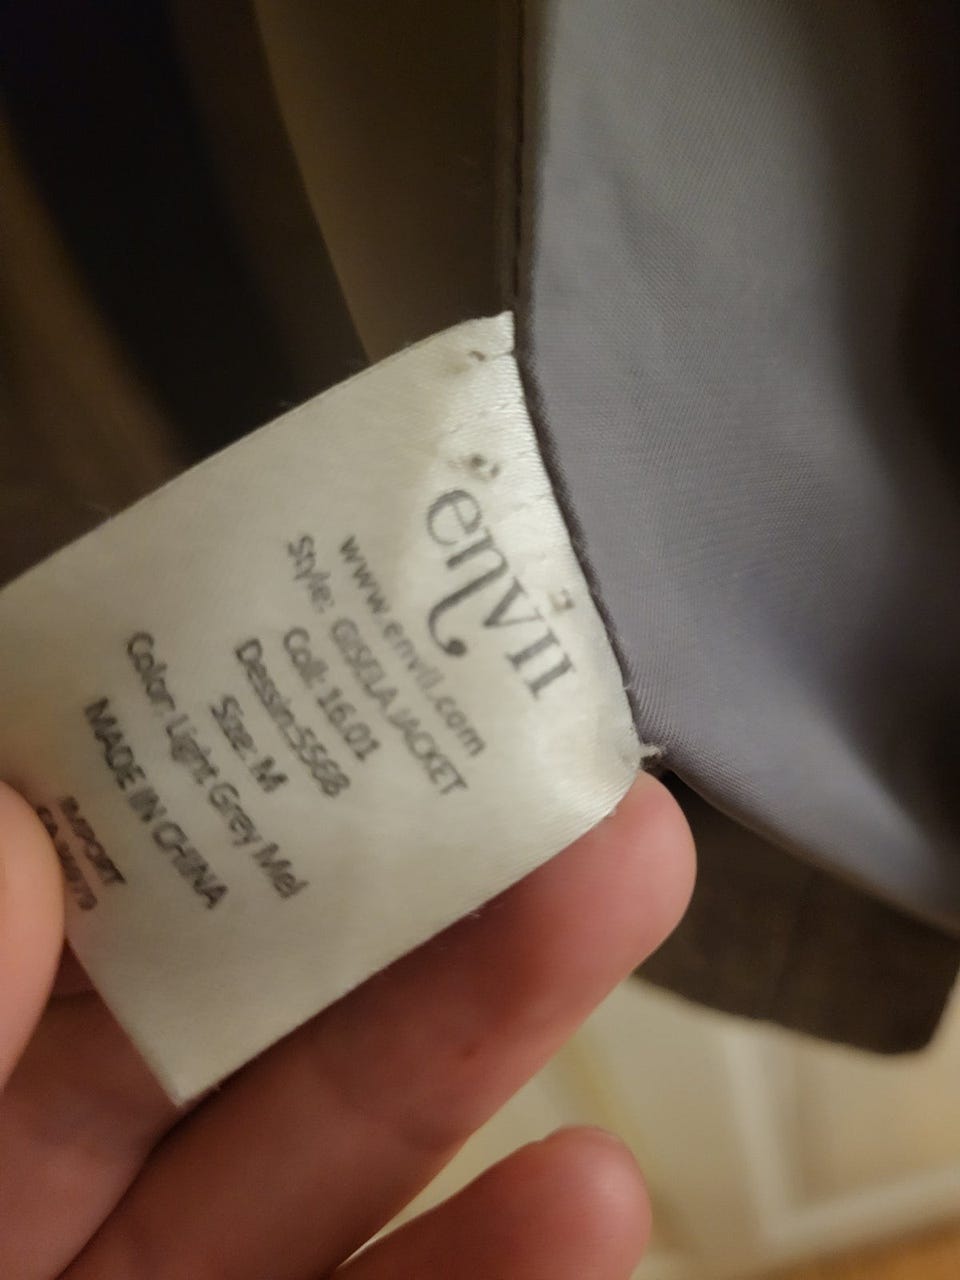 envii
www.envii.com
Style: GISELA JACKET
Coll: 16.01
Dessin:5568
Size: M
Color: Light Grey Mel
MADE IN CHINA
IMPORT